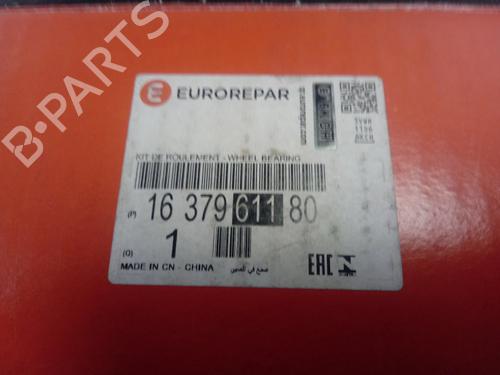 B-PARTS
EUROREPAR
KIT DE ROULEMENT - WHEEL BEARING
(P) 16 379 611 80
(Q) 1
MADE IN CN - CHINA صنع في الصين
EAC